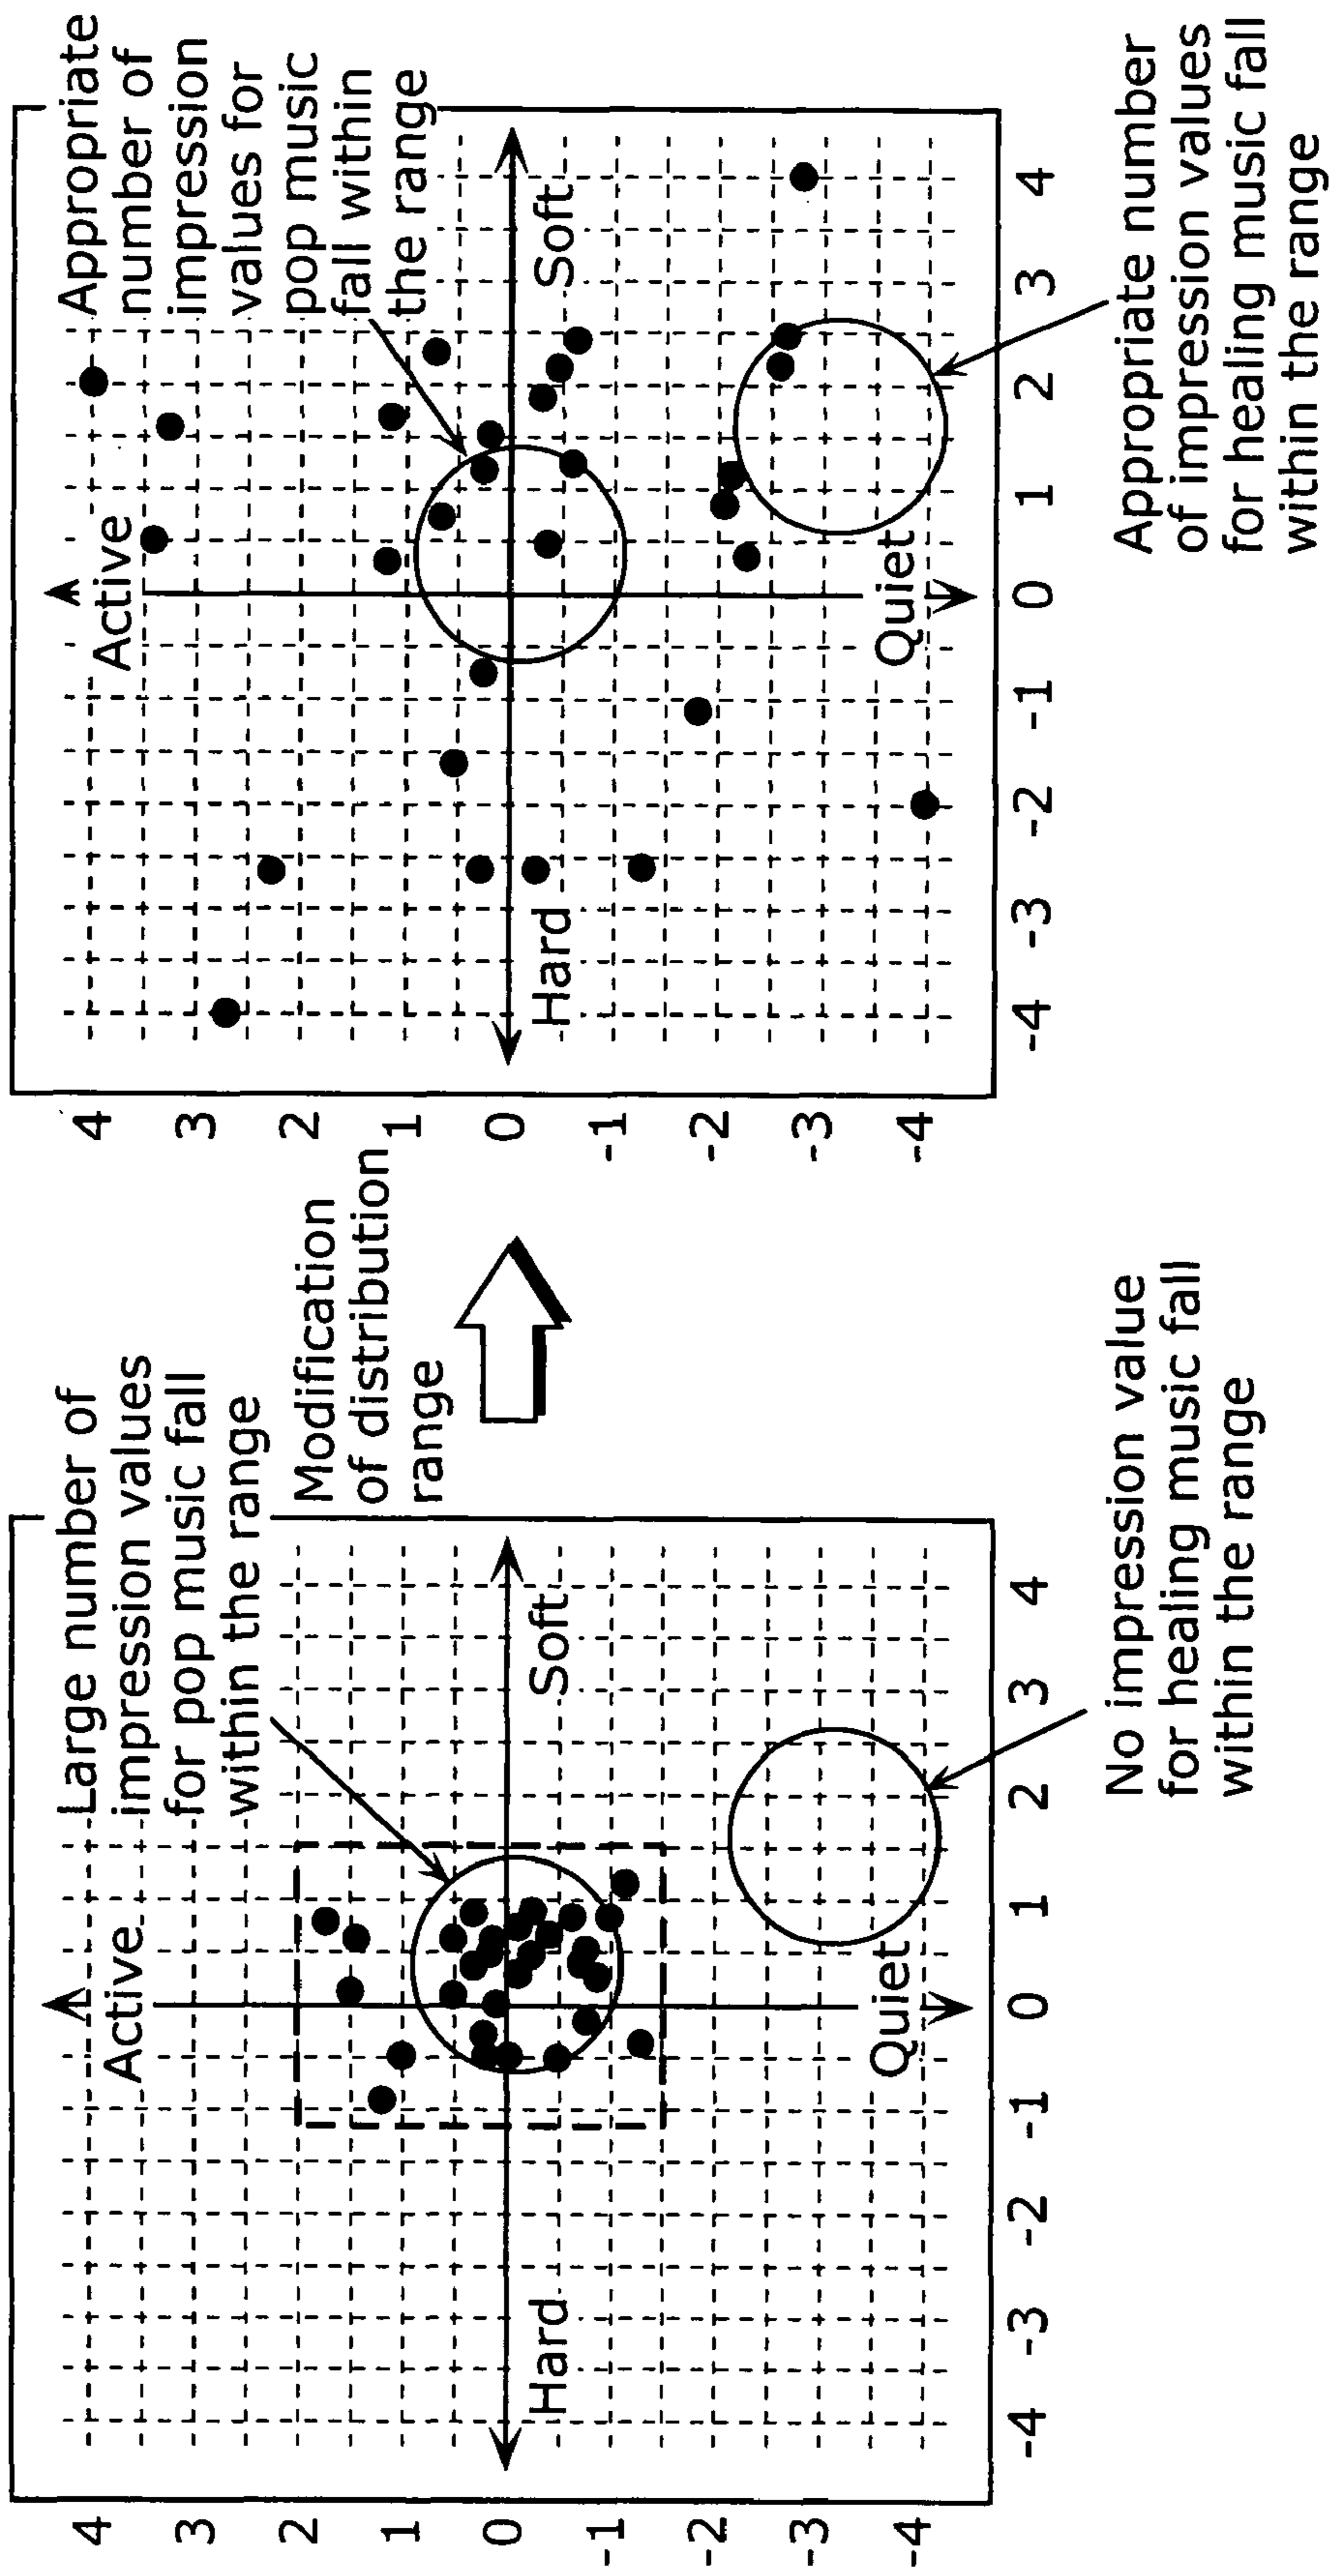 Large number of
impression values
for pop music fall
within the range
Active
4
3
2
1
0
-1
-2
-3
-4
Hard
Soft
Quiet
-4
-3
-2
-1
0
1
2
3
4
No impression value
for healing music fall
within the range
Modification
of distribution
range
Appropriate
number of
impression
values for
pop music
fall within
the range
Active
4
3
2
1
0
-1
-2
-3
-4
Hard
Soft
Quiet
-4
-3
-2
-1
0
1
2
3
4
Appropriate number
of impression values
for healing music fall
within the range